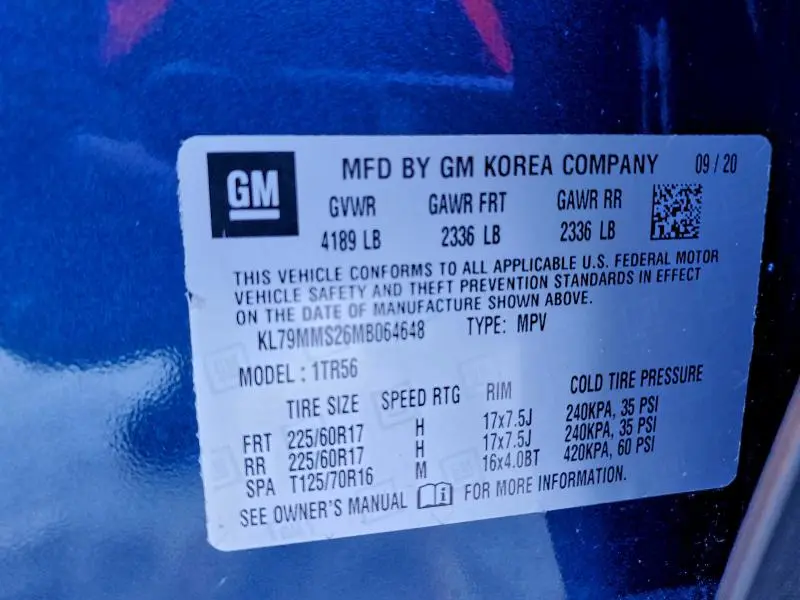 GM
MFD BY GM KOREA COMPANY 09 / 20
GVWR GAWR FRT GAWR RR
4189 LB 2336 LB 2336 LB
THIS VEHICLE CONFORMS TO ALL APPLICABLE U.S. FEDERAL MOTOR
VEHICLE SAFETY AND THEFT PREVENTION STANDARDS IN EFFECT
ON THE DATE OF MANUFACTURE SHOWN ABOVE.
KL79MMS26MB064648 TYPE: MPV
MODEL : 1TR56
TIRE SIZE SPEED RTG RIM COLD TIRE PRESSURE
FRT 225/60R17 H 17x7.5J 240KPA, 35 PSI
RR 225/60R17 H 17x7.5J 240KPA, 35 PSI
SPA T125/70R16 M 16x4.0BT 420KPA, 60 PSI
SEE OWNER'S MANUAL FOR MORE INFORMATION.